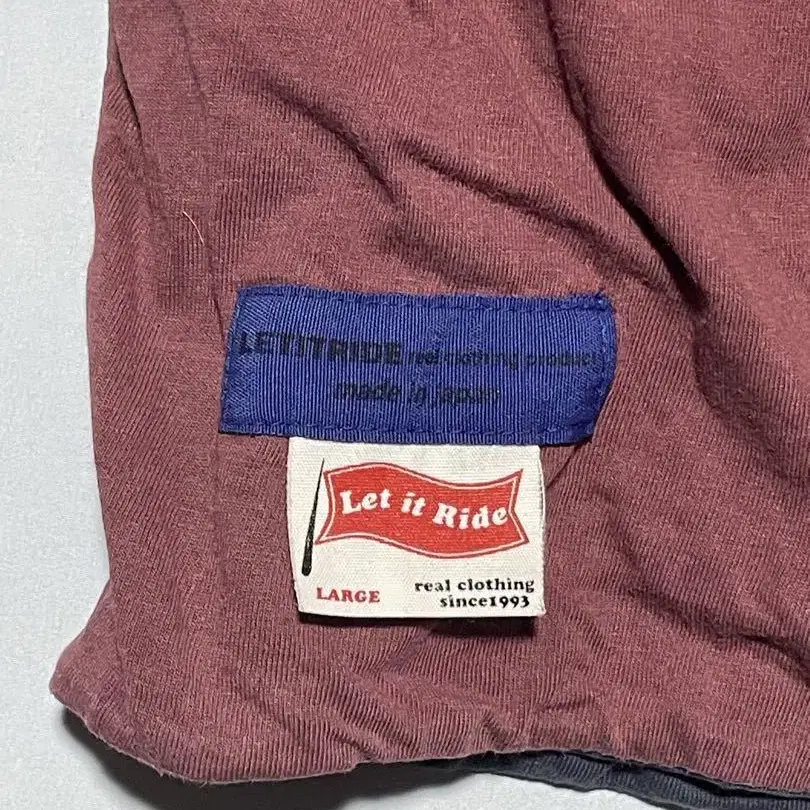 LETITRIDE real clothing product
made in japan
Let it Ride
LARGE
real clothing
since1993